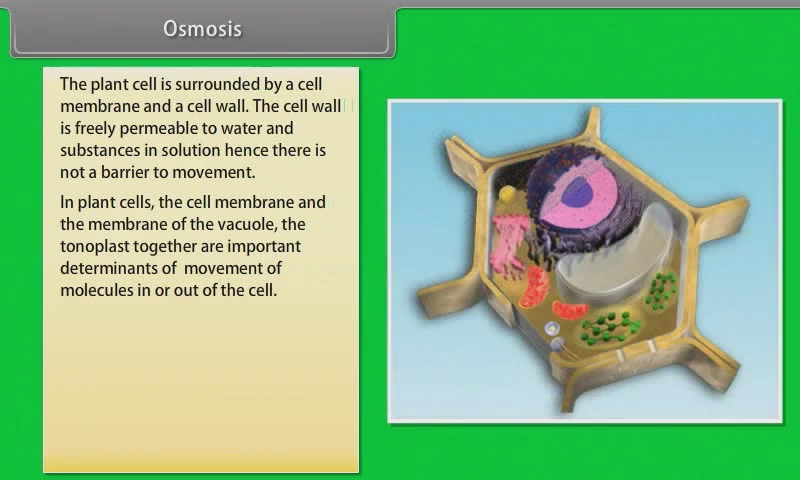 Osmosis
The plant cell is surrounded by a cell
membrane and a cell wall. The cell wall
is freely permeable to water and
substances in solution hence there is
not a barrier to movement.
In plant cells, the cell membrane and
the membrane of the vacuole, the
tonoplast together are important
determinants of movement of
molecules in or out of the cell.